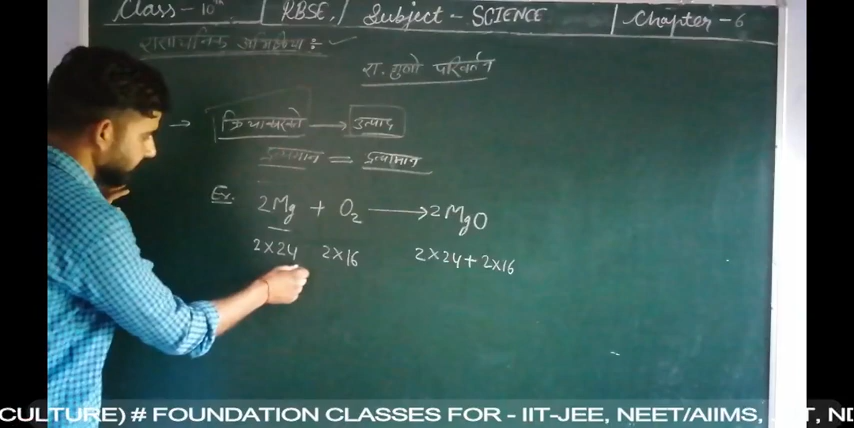 Class - 10th | RBSE, | Subject - SCIENCE | Chapter - 6
रासायनिक अभिक्रिया :- ✓
रा. गुणों परिवर्तन
→ क्रियाकारको → उत्पाद
द्रव्यमान = द्रव्यमान
Ex. 2Mg + O₂ → 2MgO
2×24 2×16 2×24+2×16
CULTURE) # FOUNDATION CLASSES FOR - IIT-JEE, NEET/AIIMS,